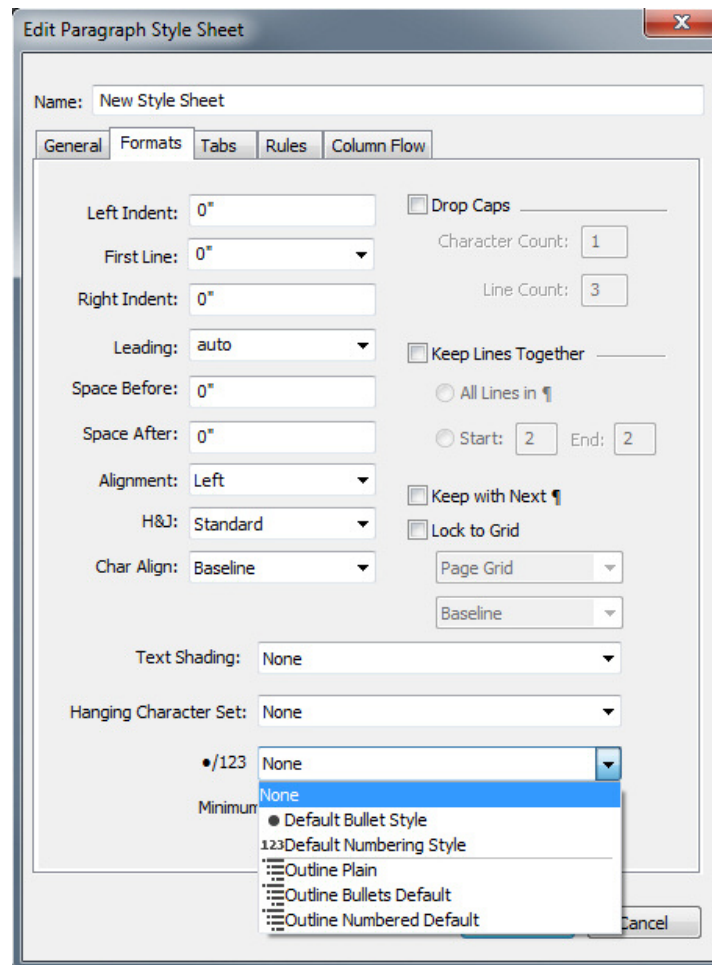 Edit Paragraph Style Sheet
x
Name: New Style Sheet
General Formats Tabs Rules Column Flow
Left Indent: 0"
First Line: 0"
Right Indent: 0"
Leading: auto
Space Before: 0"
Space After: 0"
Alignment: Left
H&J: Standard
Char Align: Baseline
Drop Caps
Character Count: 1
Line Count: 3
Keep Lines Together
All Lines in ¶
Start: 2 End: 2
Keep with Next ¶
Lock to Grid
Page Grid
Baseline
Text Shading: None
Hanging Character Set: None
●/123 None
Minimum
None
● Default Bullet Style
123 Default Numbering Style
Outline Plain
Outline Bullets Default
Outline Numbered Default
Cancel